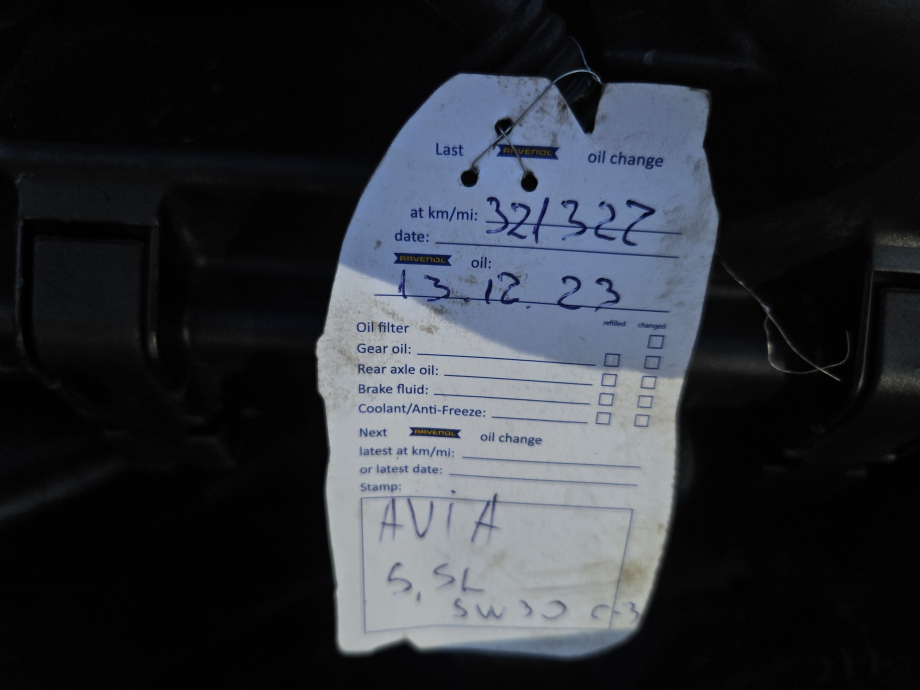 Last RAVENOL oil change
at km/mi: 321327
date:
RAVENOL oil:
13.12.23
refilled changed
Oil filter
Gear oil:
Rear axle oil:
Brake fluid:
Coolant/Anti-Freeze:
Next RAVENOL oil change
latest at km/mi:
or latest date:
Stamp:
AViA
5,5L
5W30 C-3